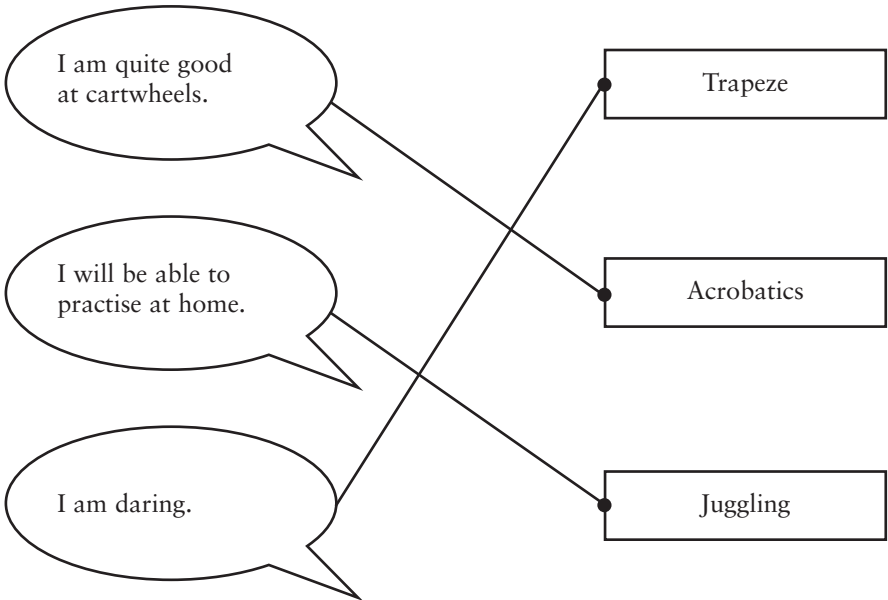 I am quite good
at cartwheels.
Trapeze
I will be able to
practise at home.
Acrobatics
I am daring.
Juggling